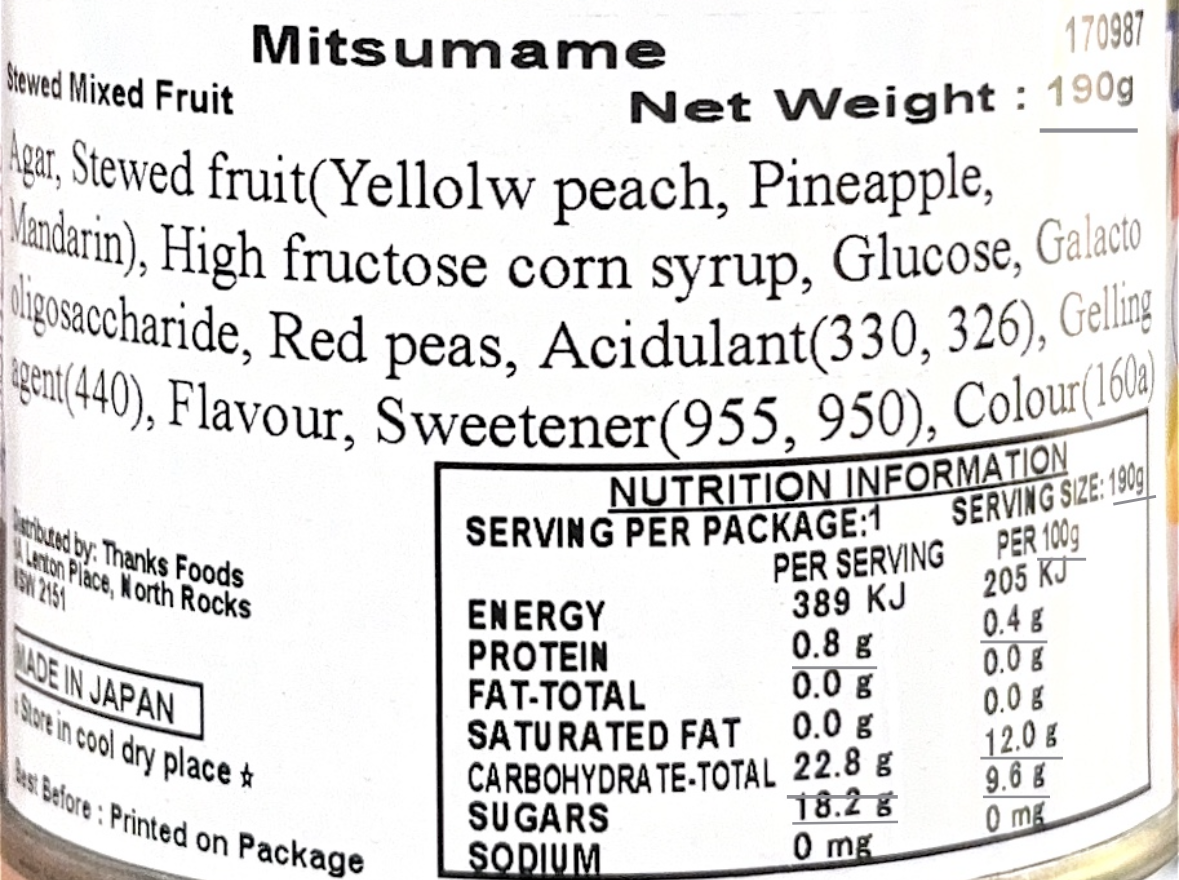 Mitsumame
170987
Stewed Mixed Fruit
Net Weight : 190g
Agar, Stewed fruit(Yellolw peach, Pineapple,
Mandarin), High fructose corn syrup, Glucose, Galacto
oligosaccharide, Red peas, Acidulant(330, 326), Gelling
agent(440), Flavour, Sweetener(955, 950), Colour(160a)
NUTRITION INFORMATION
SERVING PER PACKAGE:1 SERVING SIZE: 190g
PER SERVING PER 100g
ENERGY 389 KJ 205 KJ
PROTEIN 0.8 g 0.4 g
FAT-TOTAL 0.0 g 0.0 g
SATURATED FAT 0.0 g 0.0 g
CARBOHYDRATE-TOTAL 22.8 g 12.0 g
SUGARS 18.2 g 9.6 g
SODIUM 0 mg 0 mg
Distributed by: Thanks Foods
Lenton Place, North Rocks
NSW 2151
MADE IN JAPAN
Store in cool dry place ☆
Best Before : Printed on Package